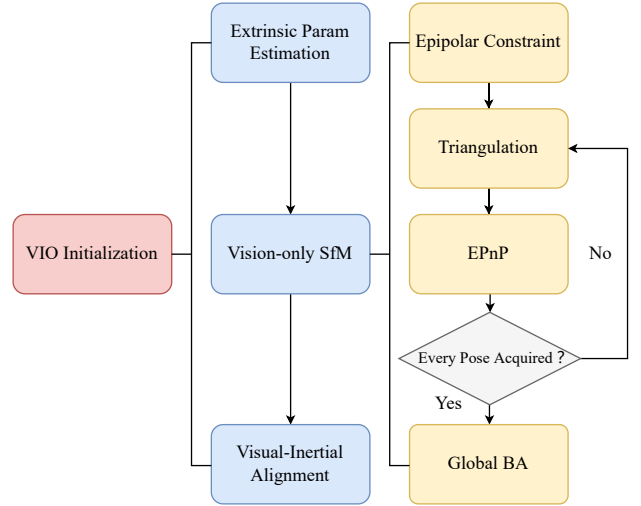 VIO Initialization
Extrinsic Param
Estimation
Vision-only SfM
Visual-Inertial
Alignment
Epipolar Constraint
Triangulation
EPnP
No
Every Pose Acquired？
Yes
Global BA